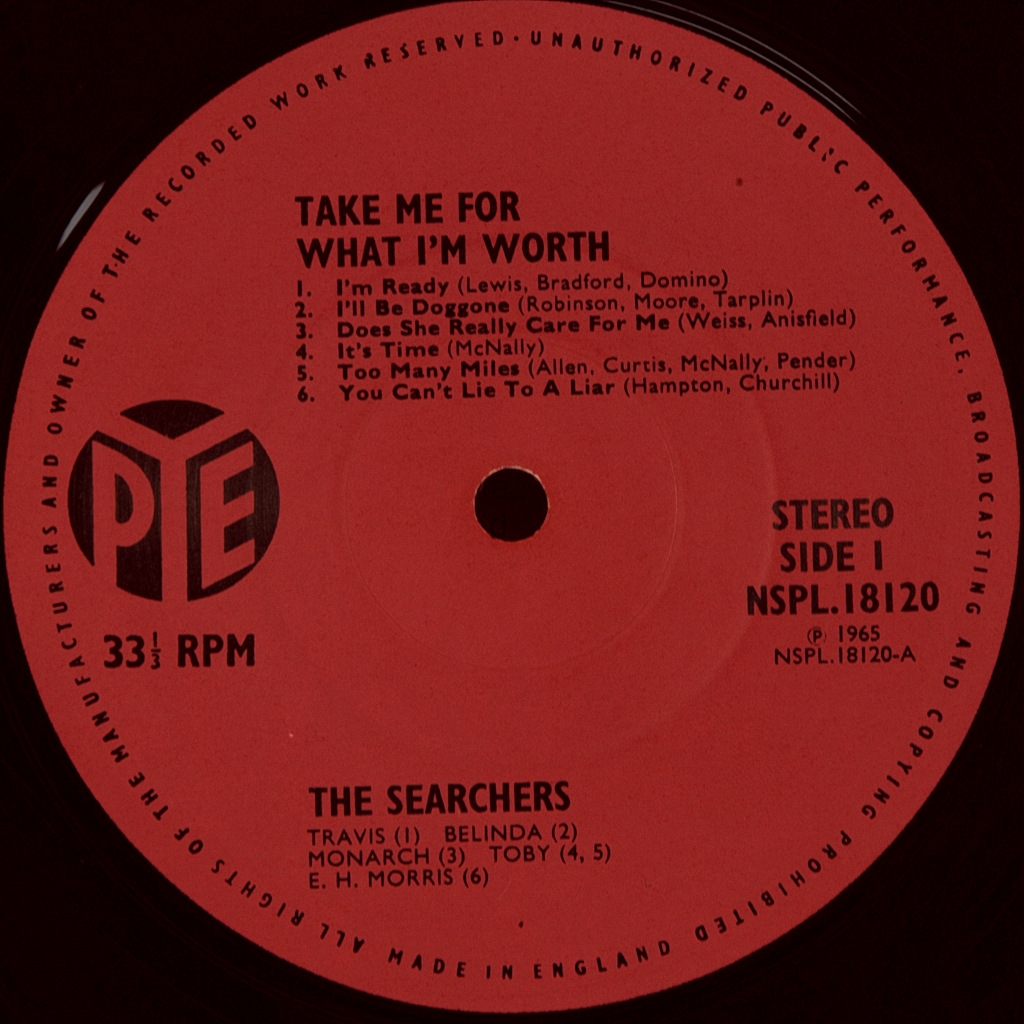 ALL RIGHTS OF THE MANUFACTURERS AND OWNER OF THE RECORDED WORK RESERVED · UNAUTHORIZED PUBLIC PERFORMANCE, BROADCASTING AND COPYING PROHIBITED
TAKE ME FOR
WHAT I'M WORTH
1. I'm Ready (Lewis, Bradford, Domino)
2. I'll Be Doggone (Robinson, Moore, Tarplin)
3. Does She Really Care For Me (Weiss, Anisfield)
4. It's Time (McNally)
5. Too Many Miles (Allen, Curtis, McNally, Pender)
6. You Can't Lie To A Liar (Hampton, Churchill)
PYE
33⅓ RPM
STEREO
SIDE 1
NSPL.18120
℗ 1965
NSPL.18120-A
THE SEARCHERS
TRAVIS (1) BELINDA (2)
MONARCH (3) TOBY (4, 5)
E. H. MORRIS (6)
MADE IN ENGLAND